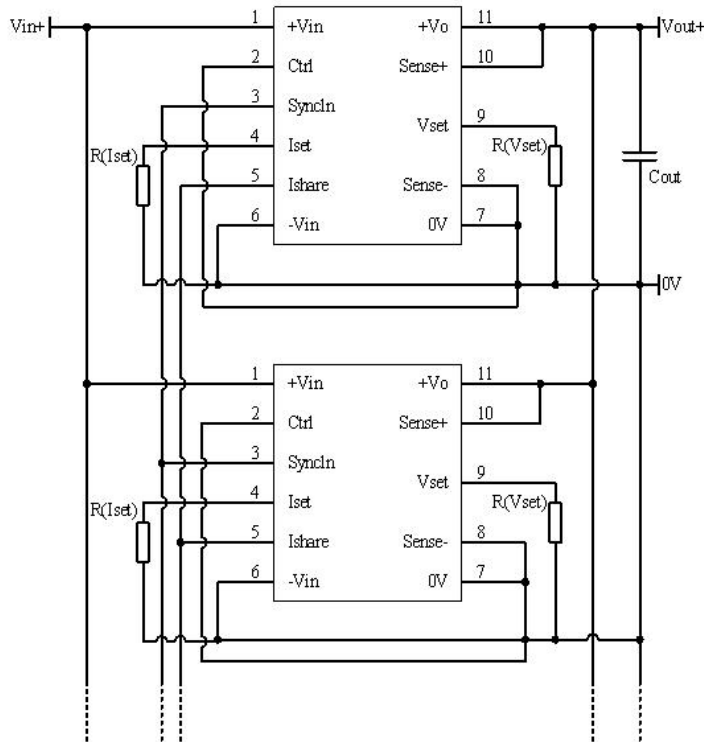 Vin+ 1 +Vin +Vo 11 Vout+
2 Ctrl Sense+ 10
3 SyncIn
4 Iset Vset 9
R(Iset) R(Vset)
5 Ishare Sense- 8
Cout
6 -Vin 0V 7
0V
1 +Vin +Vo 11
2 Ctrl Sense+ 10
3 SyncIn
4 Iset Vset 9
R(Iset) R(Vset)
5 Ishare Sense- 8
6 -Vin 0V 7